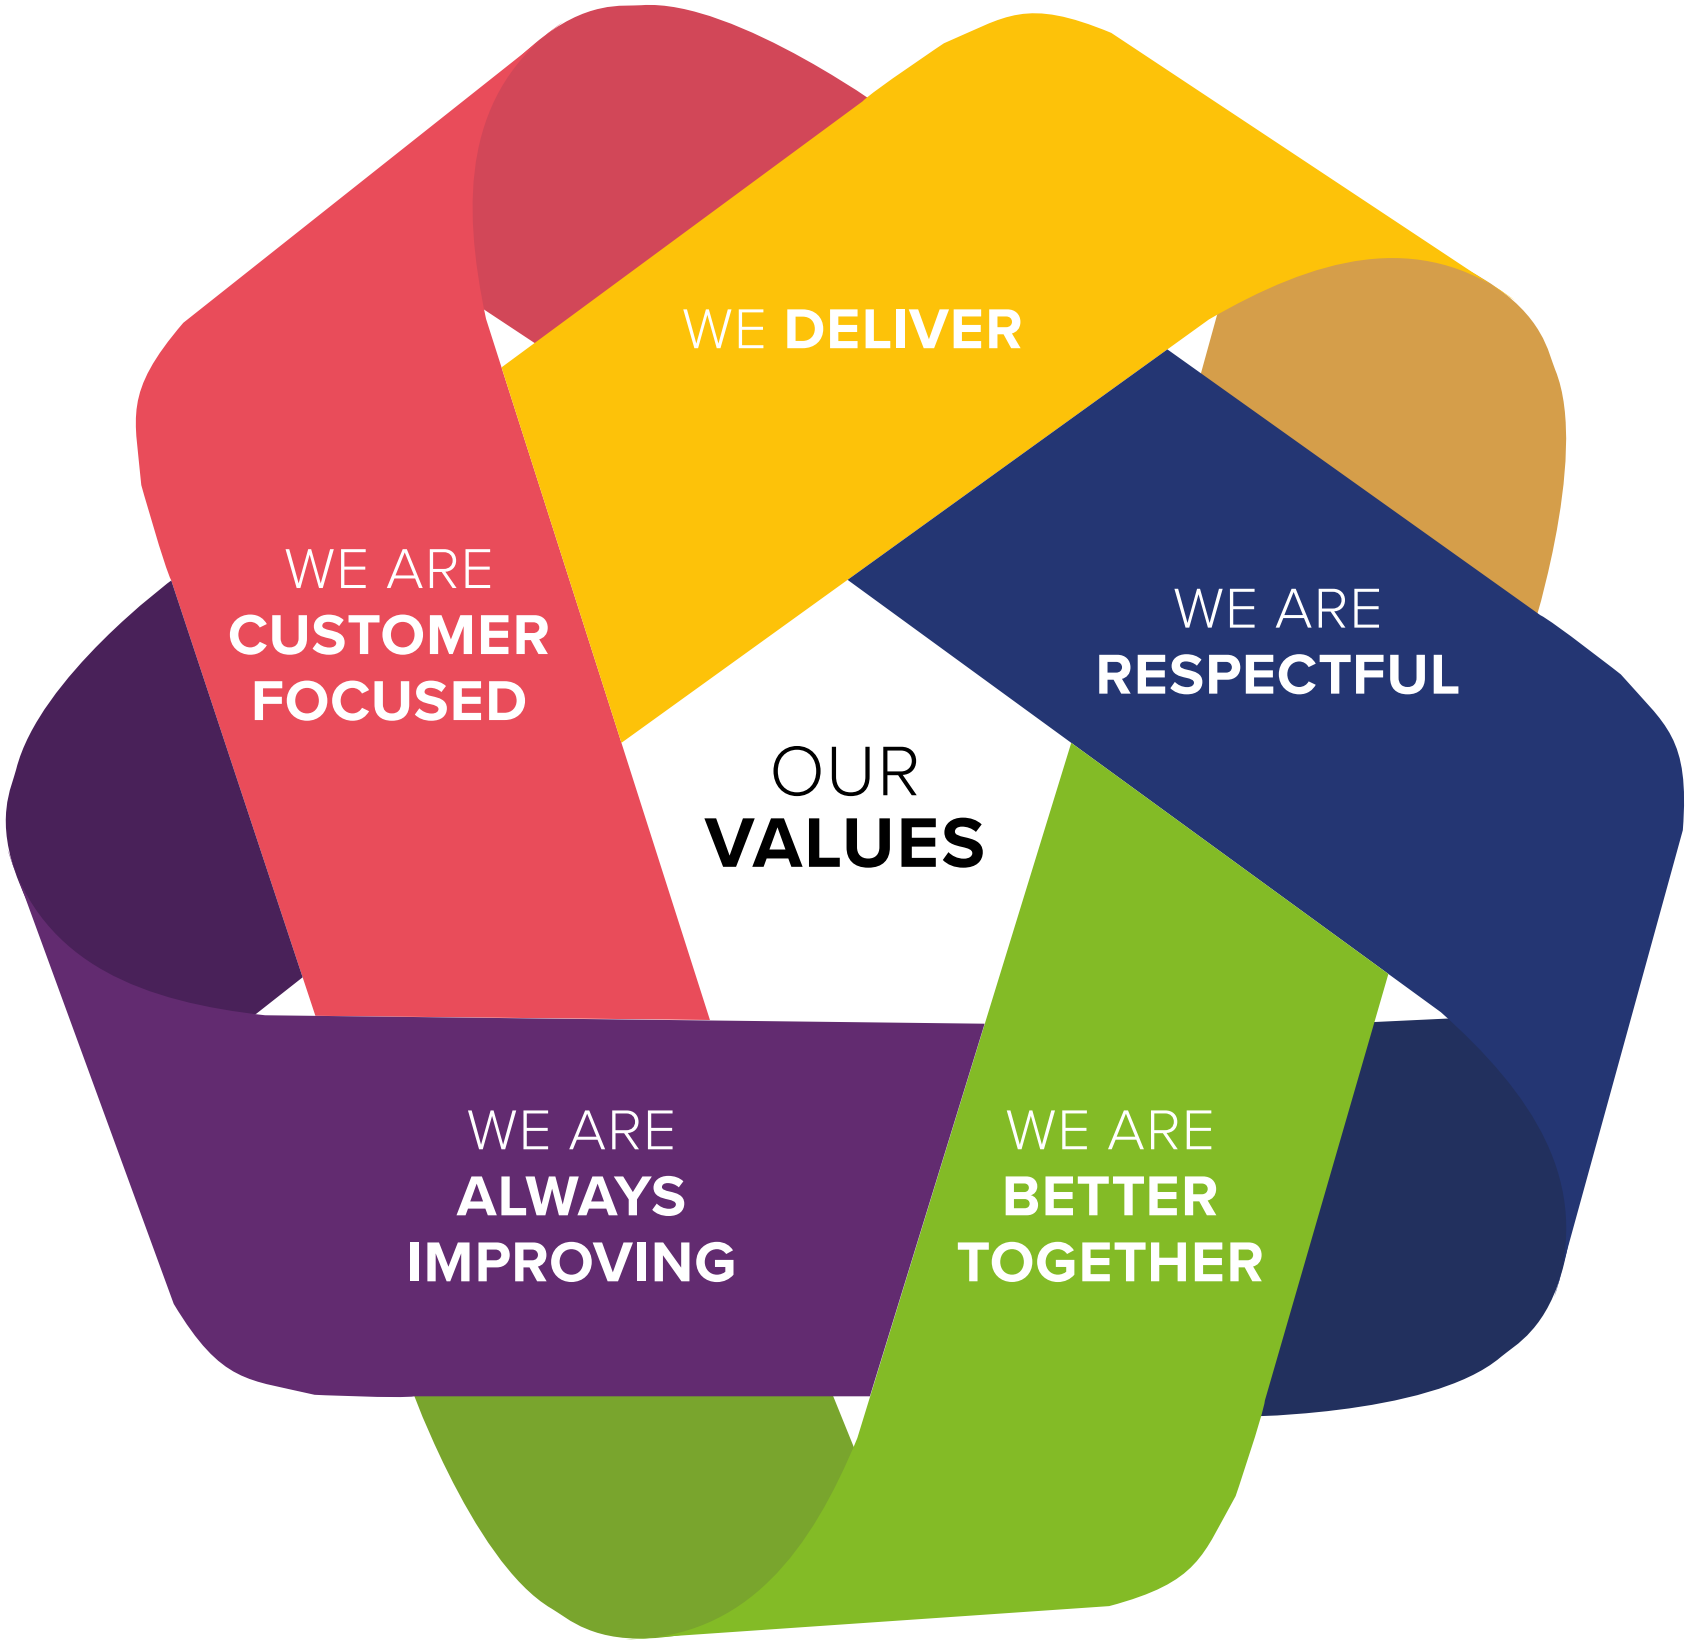 WE DELIVER
WE ARE
CUSTOMER
FOCUSED
WE ARE
RESPECTFUL
OUR
VALUES
WE ARE
ALWAYS
IMPROVING
WE ARE
BETTER
TOGETHER